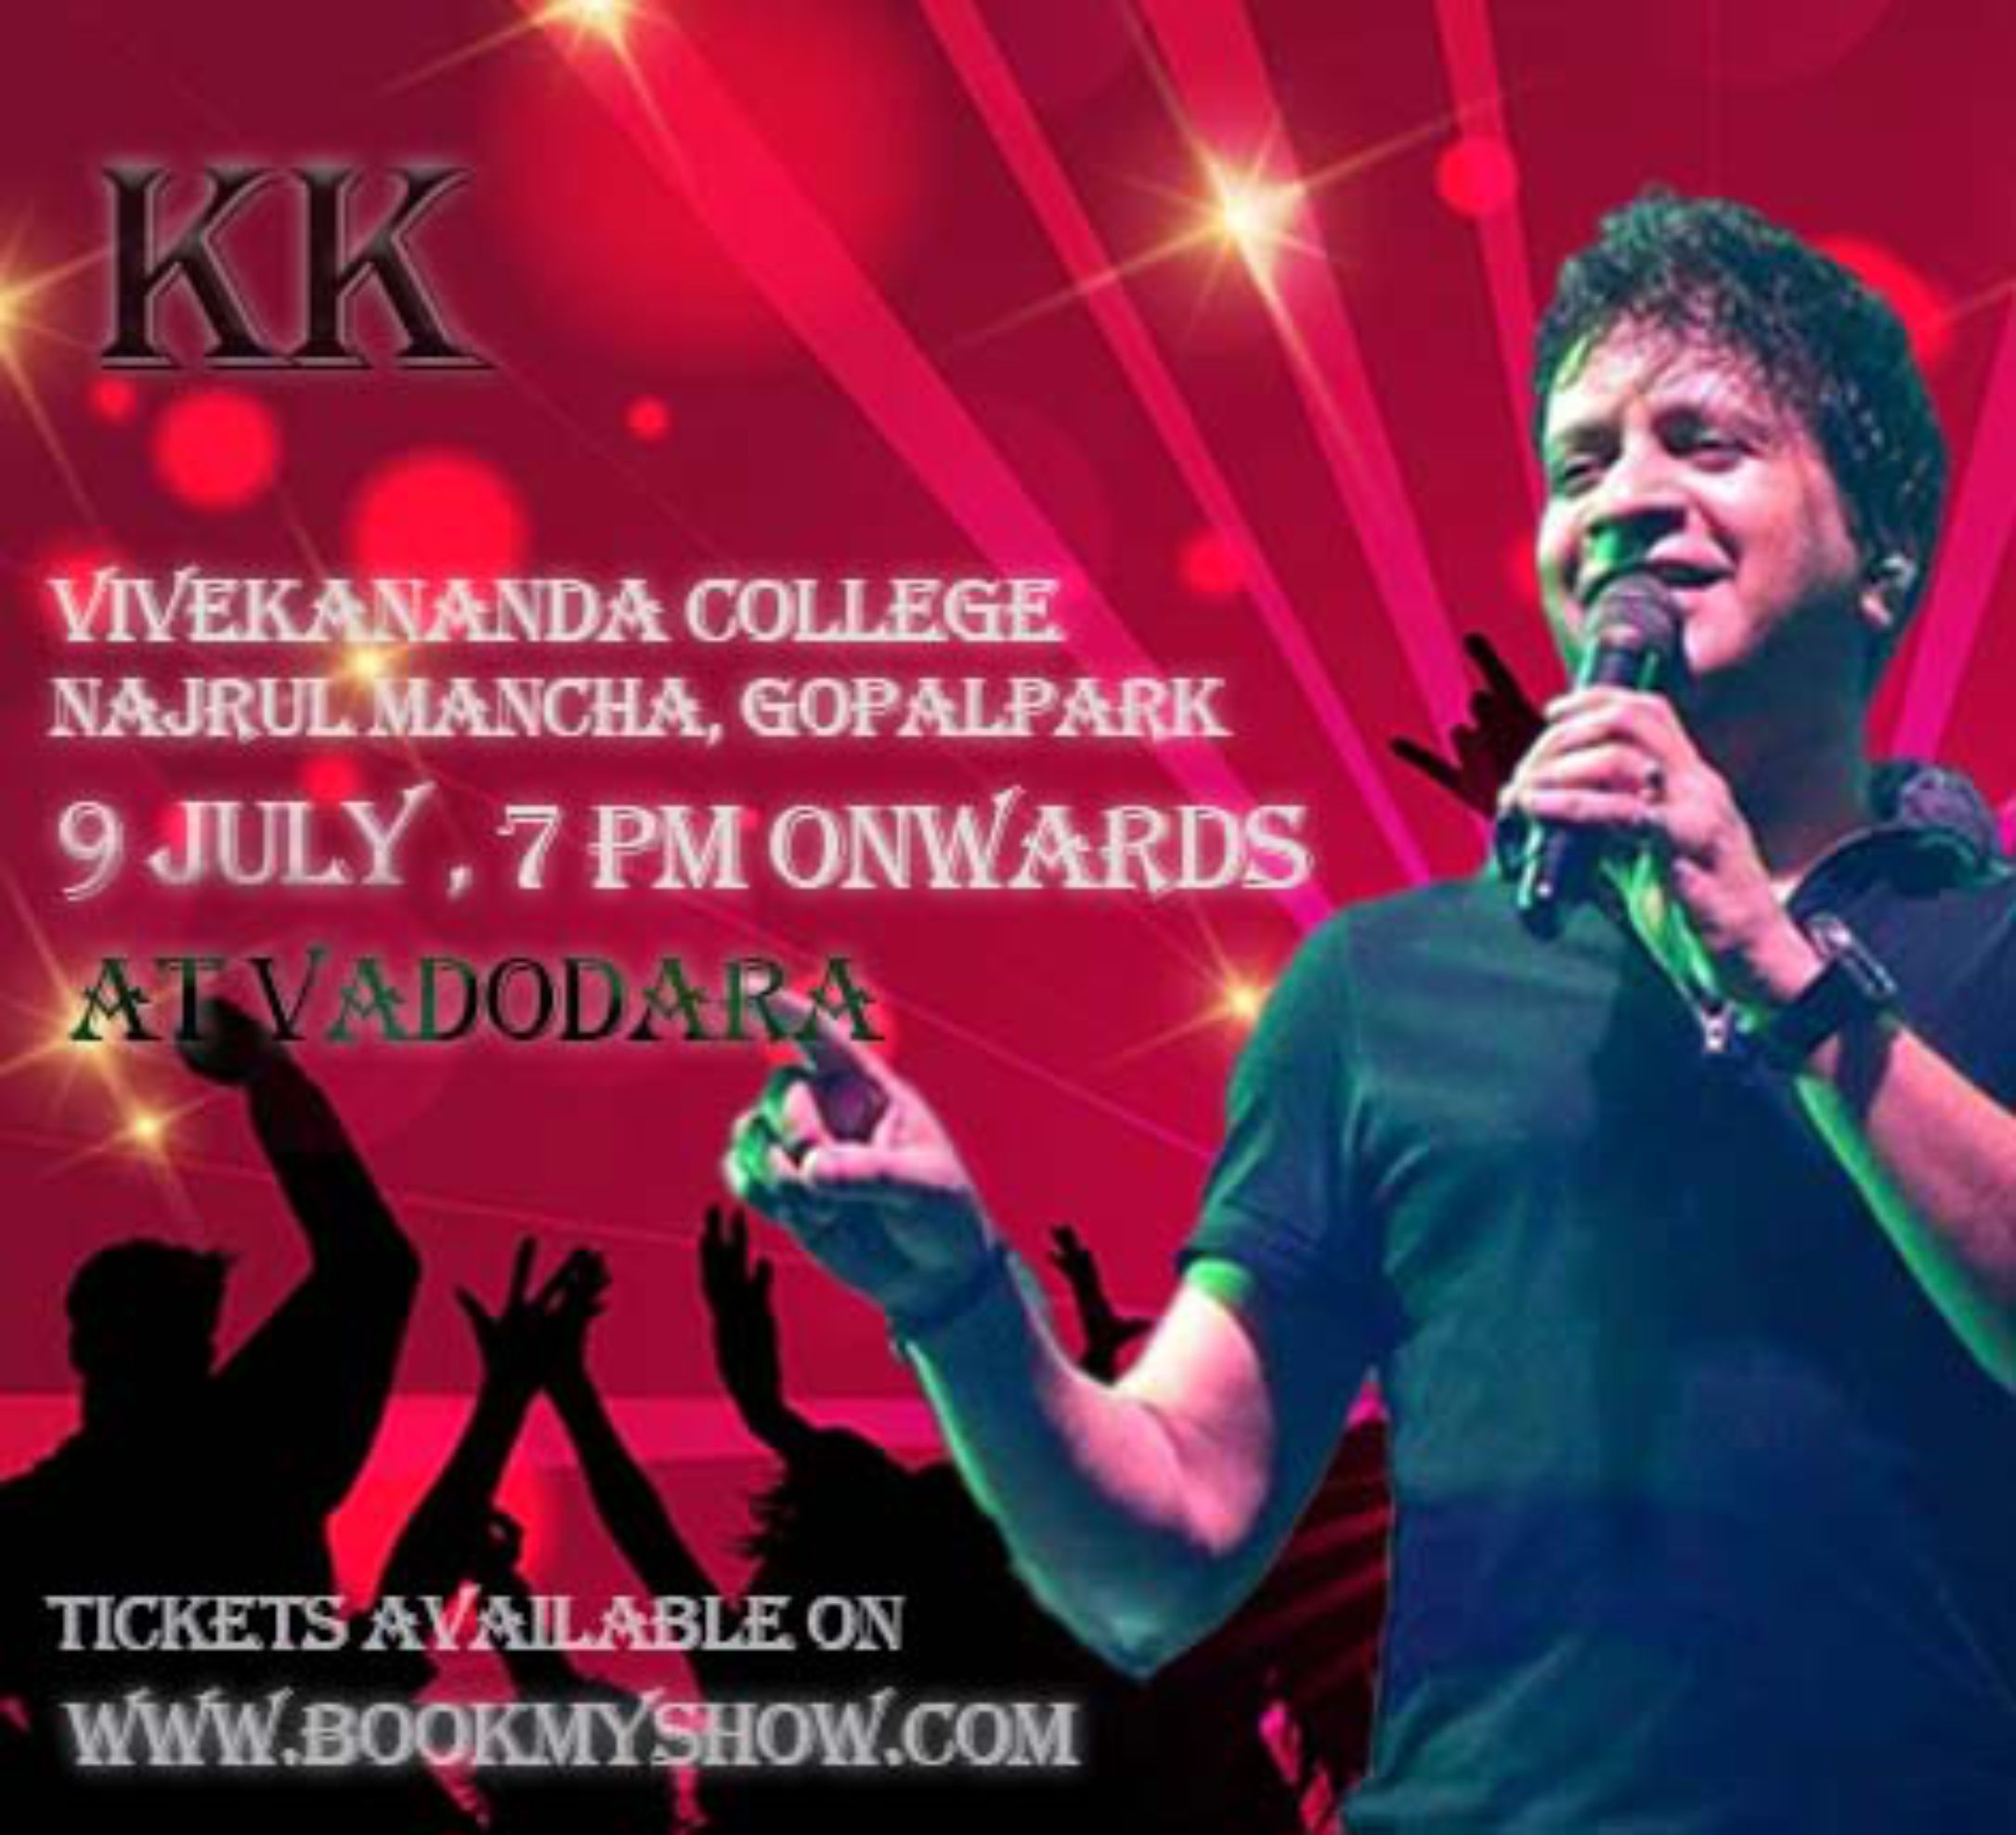 KK
VIVEKANANDA COLLEGE
NAJRUL MANCHA, GOPALPARK
9 JULY , 7 PM ONWARDS
AT VADODARA
TICKETS AVAILABLE ON
WWW.BOOKMYSHOW.COM